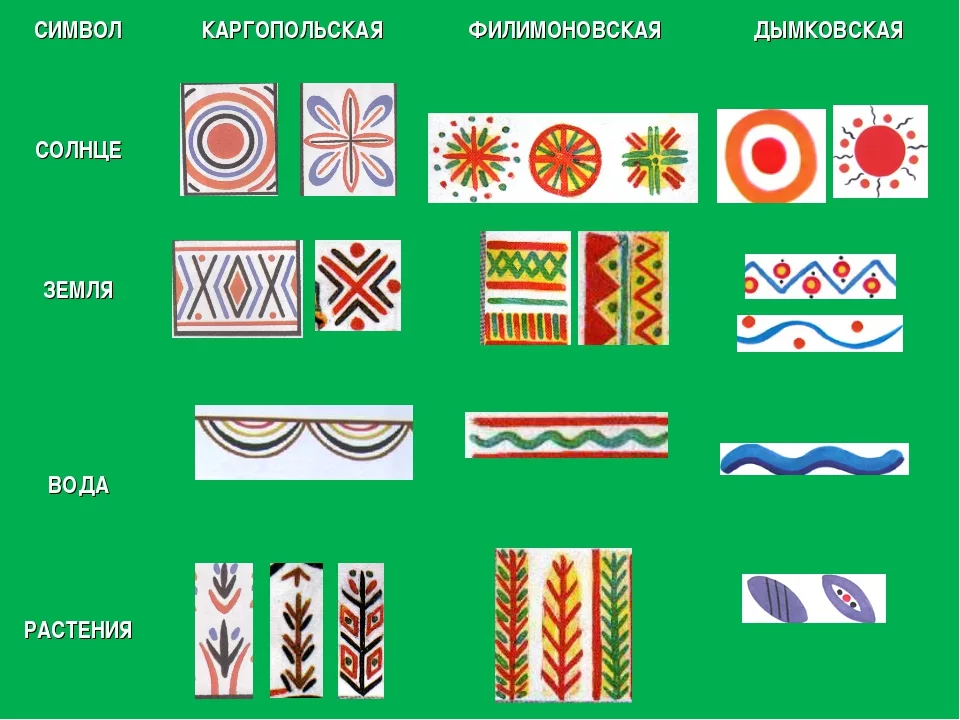 СИМВОЛ КАРГОПОЛЬСКАЯ ФИЛИМОНОВСКАЯ ДЫМКОВСКАЯ
СОЛНЦЕ
ЗЕМЛЯ
ВОДА
РАСТЕНИЯ